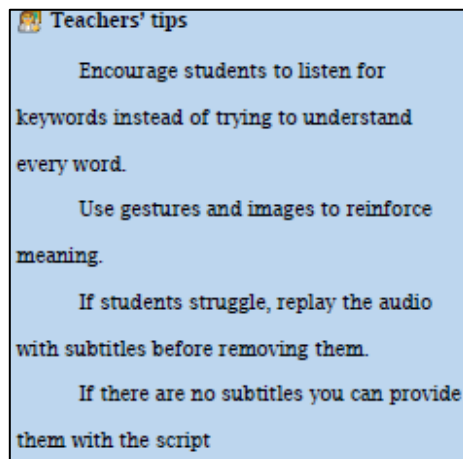 Teachers' tips
Encourage students to listen for
keywords instead of trying to understand
every word.
Use gestures and images to reinforce
meaning.
If students struggle, replay the audio
with subtitles before removing them.
If there are no subtitles you can provide
them with the script